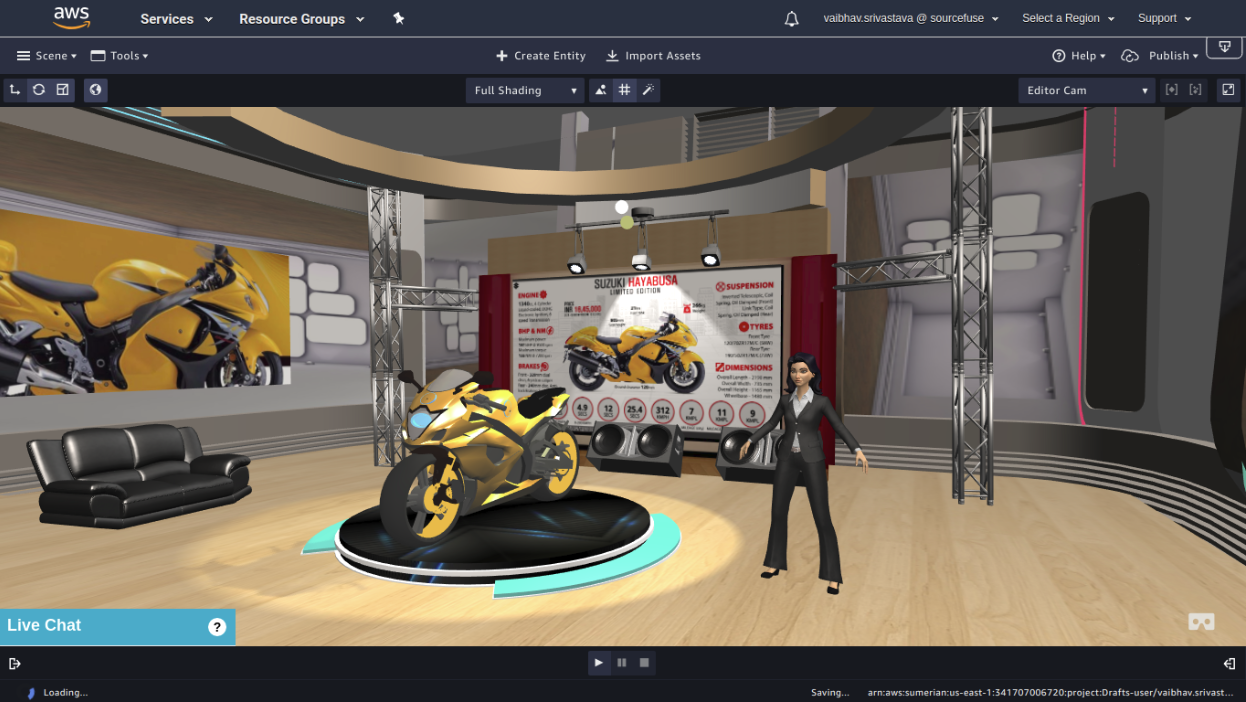 aws
Services
Resource Groups
vaibhav.srivastava @ sourcefuse
Select a Region
Support
Scene
Tools
Create Entity
Import Assets
Help
Publish
Full Shading
Editor Cam
SUZUKI HAYABUSA
LIMITED EDITION
ENGINE
BHP & NM
BRAKES
SUSPENSION
TYRES
DIMENSIONS
4.9
12
25.4
312
7
11
9
Live Chat
?
Loading...
Saving...
arn:aws:sumerian:us-east-1:341707006720:project:Drafts-user/vaibhav.srivast...